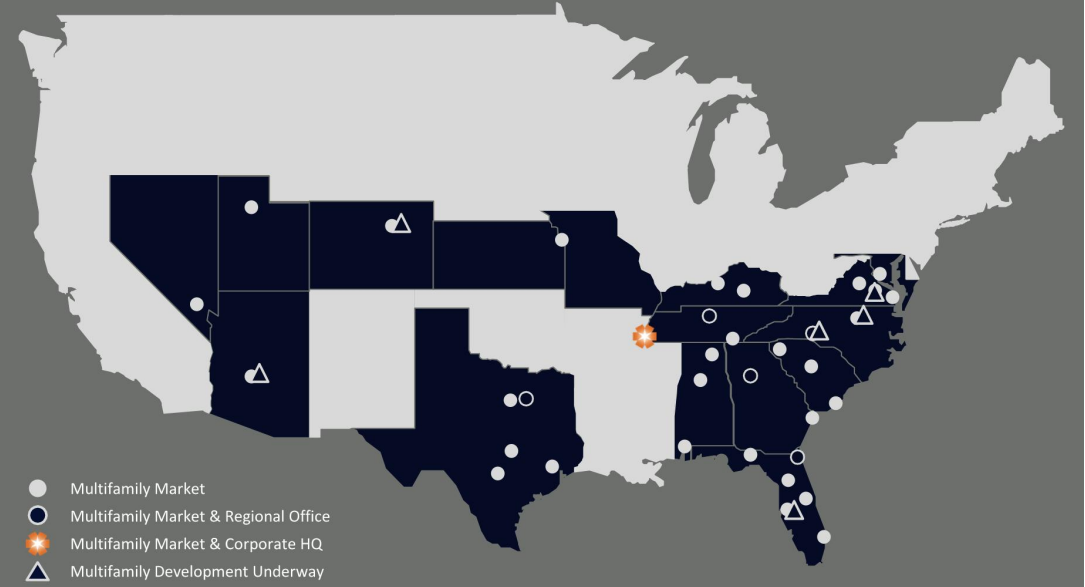 Multifamily Market
Multifamily Market & Regional Office
Multifamily Market & Corporate HQ
Multifamily Development Underway